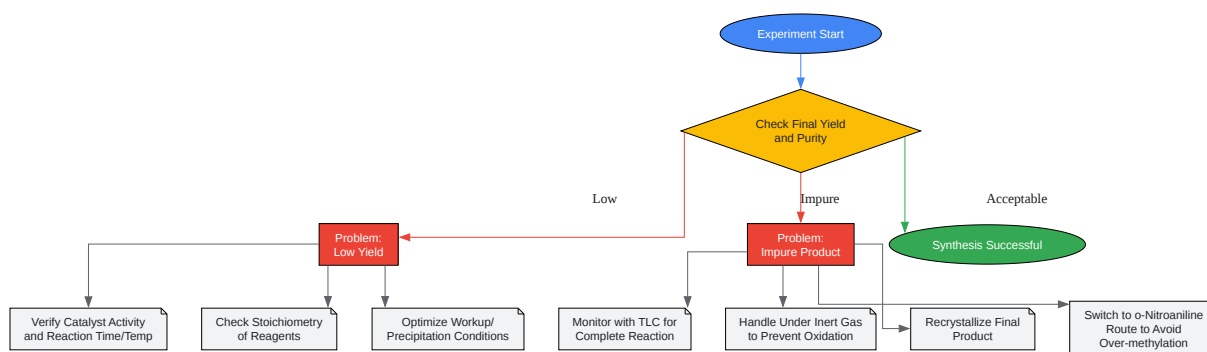 Experiment Start
Check Final Yield
and Purity
Low
Impure
Acceptable
Problem:
Low Yield
Problem:
Impure Product
Synthesis Successful
Verify Catalyst Activity
and Reaction Time/Temp
Check Stoichiometry
of Reagents
Optimize Workup/
Precipitation Conditions
Monitor with TLC for
Complete Reaction
Handle Under Inert Gas
to Prevent Oxidation
Recrystallize Final
Product
Switch to o-Nitroaniline
Route to Avoid
Over-methylation